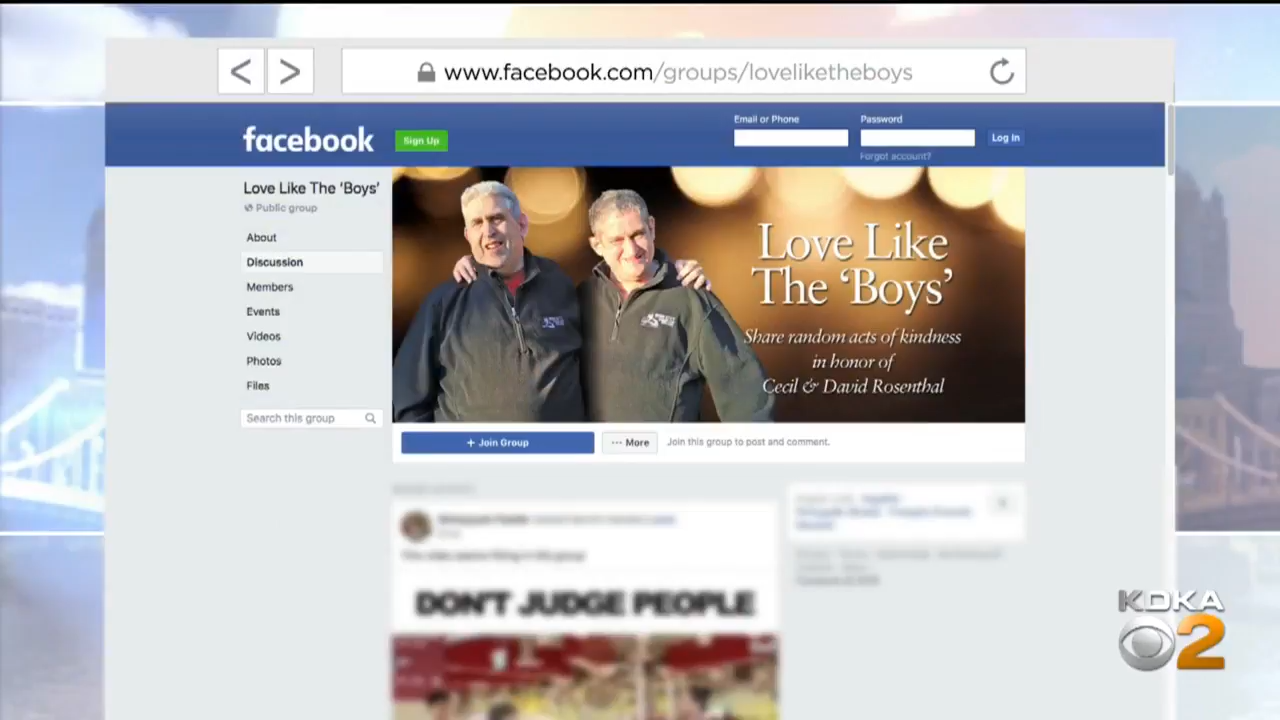 www.facebook.com/groups/loveliketheboys
facebook
Sign Up
Email or Phone
Password
Log In
Forgot account?
Love Like The 'Boys'
Public group
About
Discussion
Members
Events
Videos
Photos
Files
Search this group
Love Like
The 'Boys'
Share random acts of kindness
in honor of
Cecil & David Rosenthal
+ Join Group
··· More
Join this group to post and comment.
DON'T JUDGE PEOPLE
KDKA
2